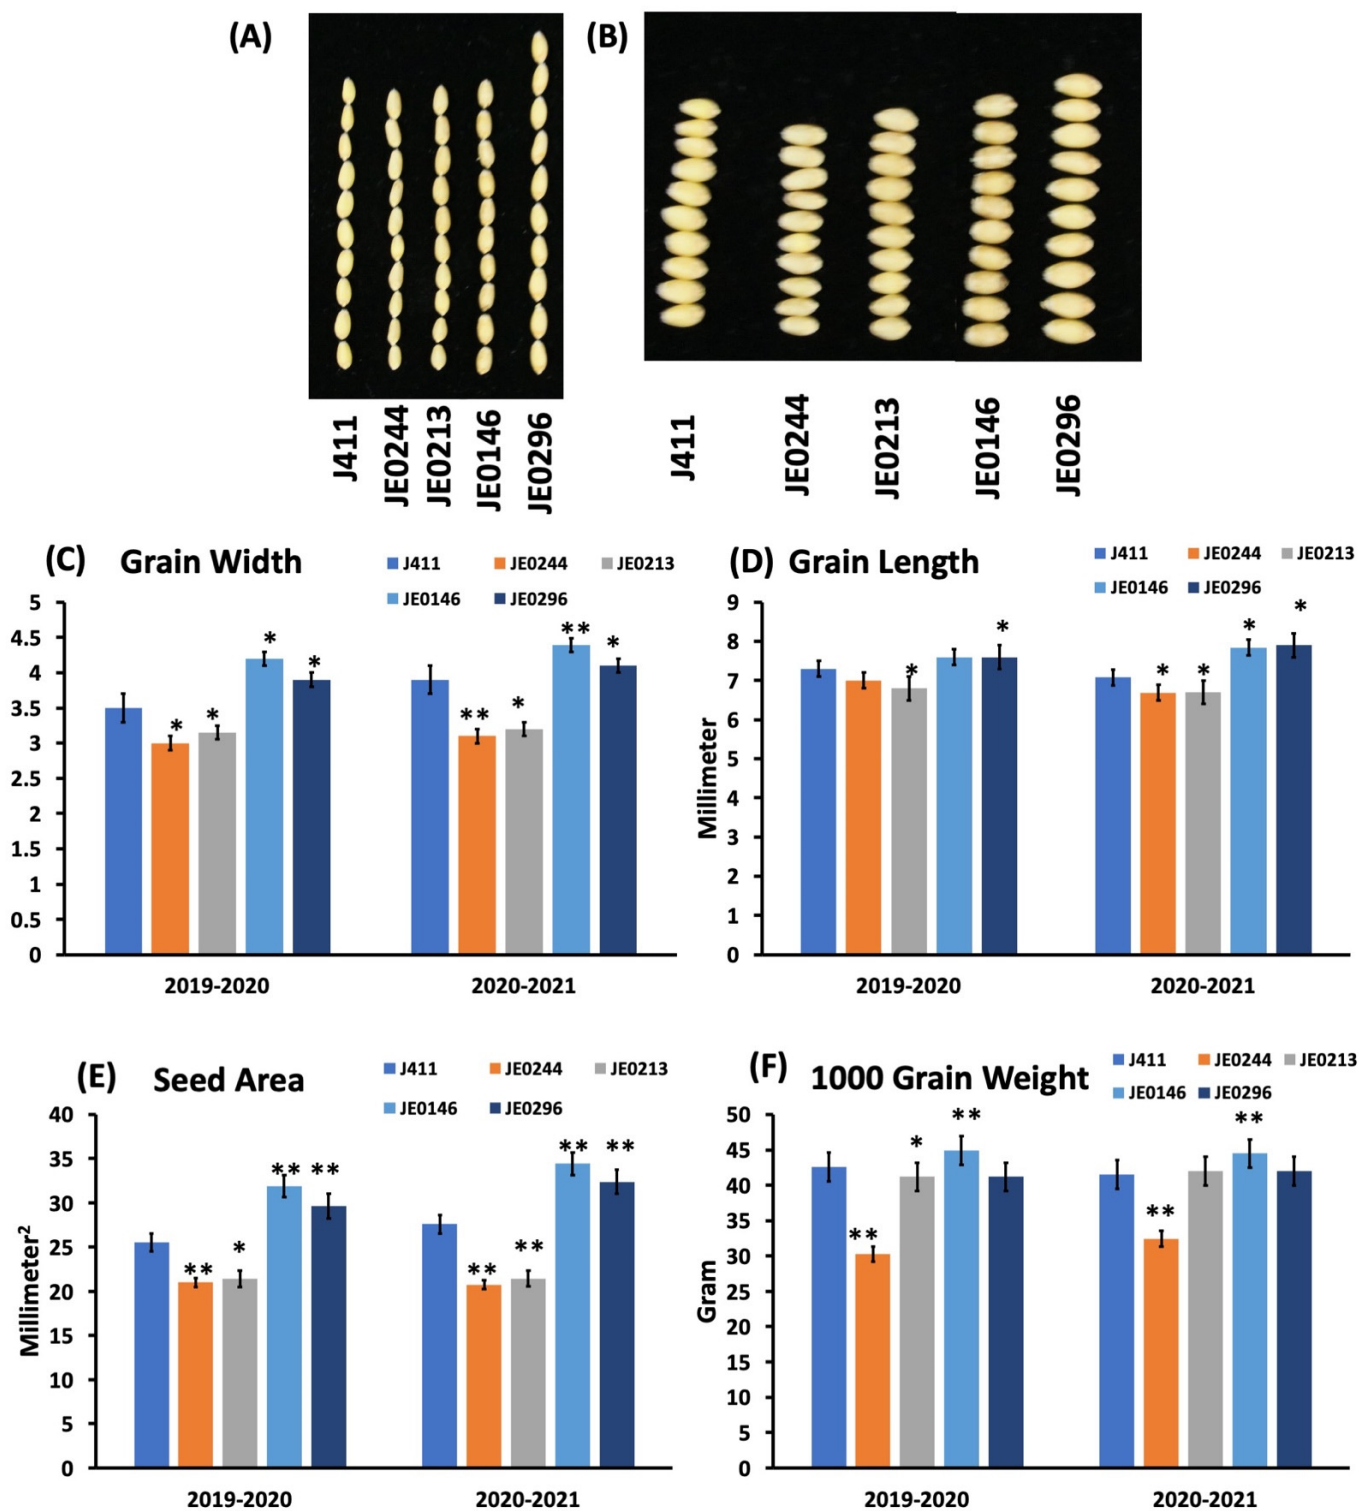 (A)
(B)
J411
JE0244
JE0213
JE0146
JE0296
J411
JE0244
JE0213
JE0146
JE0296
(C) Grain Width
J411 JE0244 JE0213
JE0146 JE0296
5
4.5
4
3.5
3
2.5
2
1.5
1
0.5
0
* * * *
** * ** *
2019-2020 2020-2021
(D) Grain Length
J411 JE0244 JE0213
JE0146 JE0296
Millimeter
9
8
7
6
5
4
3
2
1
0
* *
* * * *
2019-2020 2020-2021
(E) Seed Area
J411 JE0244 JE0213
JE0146 JE0296
Millimeter²
40
35
30
25
20
15
10
5
0
** * ** **
** ** ** **
2019-2020 2020-2021
(F) 1000 Grain Weight
J411 JE0244 JE0213
JE0146 JE0296
Gram
50
45
40
35
30
25
20
15
10
5
0
** * **
** **
2019-2020 2020-2021